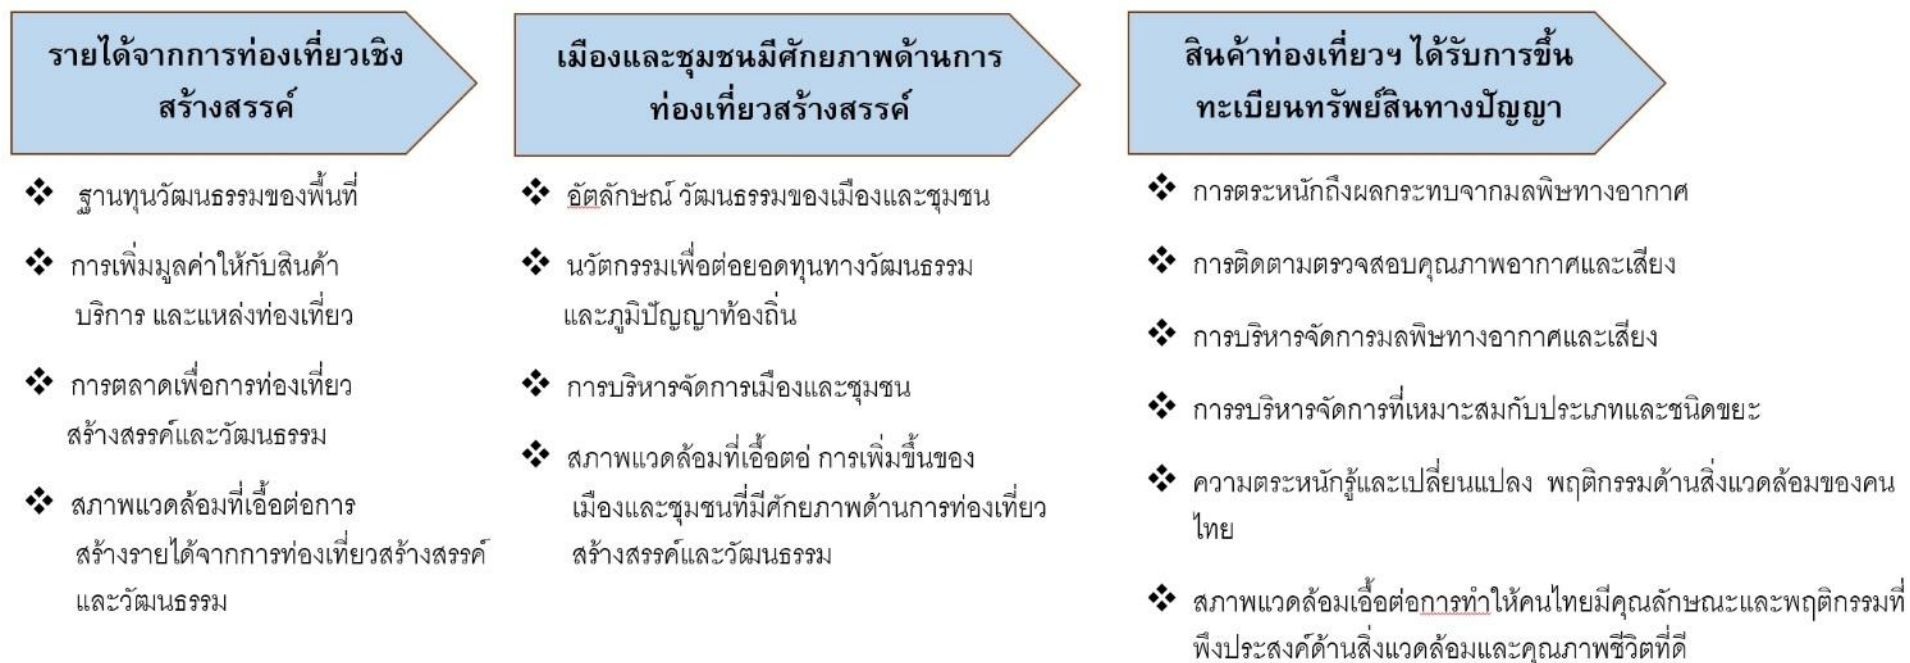 รายได้จากการท่องเที่ยวเชิง
สร้างสรรค์
❖ ฐานทุนวัฒนธรรมของพื้นที่
❖ การเพิ่มมูลค่าให้กับสินค้า
บริการ และแหล่งท่องเที่ยว
❖ การตลาดเพื่อการท่องเที่ยว
สร้างสรรค์และวัฒนธรรม
❖ สภาพแวดล้อมที่เอื้อต่อการ
สร้างรายได้จากการท่องเที่ยวสร้างสรรค์
และวัฒนธรรม
เมืองและชุมชนมีศักยภาพด้านการ
ท่องเที่ยวสร้างสรรค์
❖ อัตลักษณ์ วัฒนธรรมของเมืองและชุมชน
❖ นวัตกรรมเพื่อต่อยอดทุนทางวัฒนธรรม
และภูมิปัญญาท้องถิ่น
❖ การบริหารจัดการเมืองและชุมชน
❖ สภาพแวดล้อมที่เอื้อตอ่ การเพิ่มขึ้นของ
เมืองและชุมชนที่มีศักยภาพด้านการท่องเที่ยว
สร้างสรรค์และวัฒนธรรม
สินค้าท่องเที่ยวฯ ได้รับการขึ้น
ทะเบียนทรัพย์สินทางปัญญา
❖ การตระหนักถึงผลกระทบจากมลพิษทางอากาศ
❖ การติดตามตรวจสอบคุณภาพอากาศและเสียง
❖ การบริหารจัดการมลพิษทางอากาศและเสียง
❖ การรบริหารจัดการที่เหมาะสมกับประเภทและชนิดขยะ
❖ ความตระหนักรู้และเปลี่ยนแปลง พฤติกรรมด้านสิ่งแวดล้อมของคน
ไทย
❖ สภาพแวดล้อมเอื้อต่อการทำให้คนไทยมีคุณลักษณะและพฤติกรรมที่
พึงประสงค์ด้านสิ่งแวดล้อมและคุณภาพชีวิตที่ดี